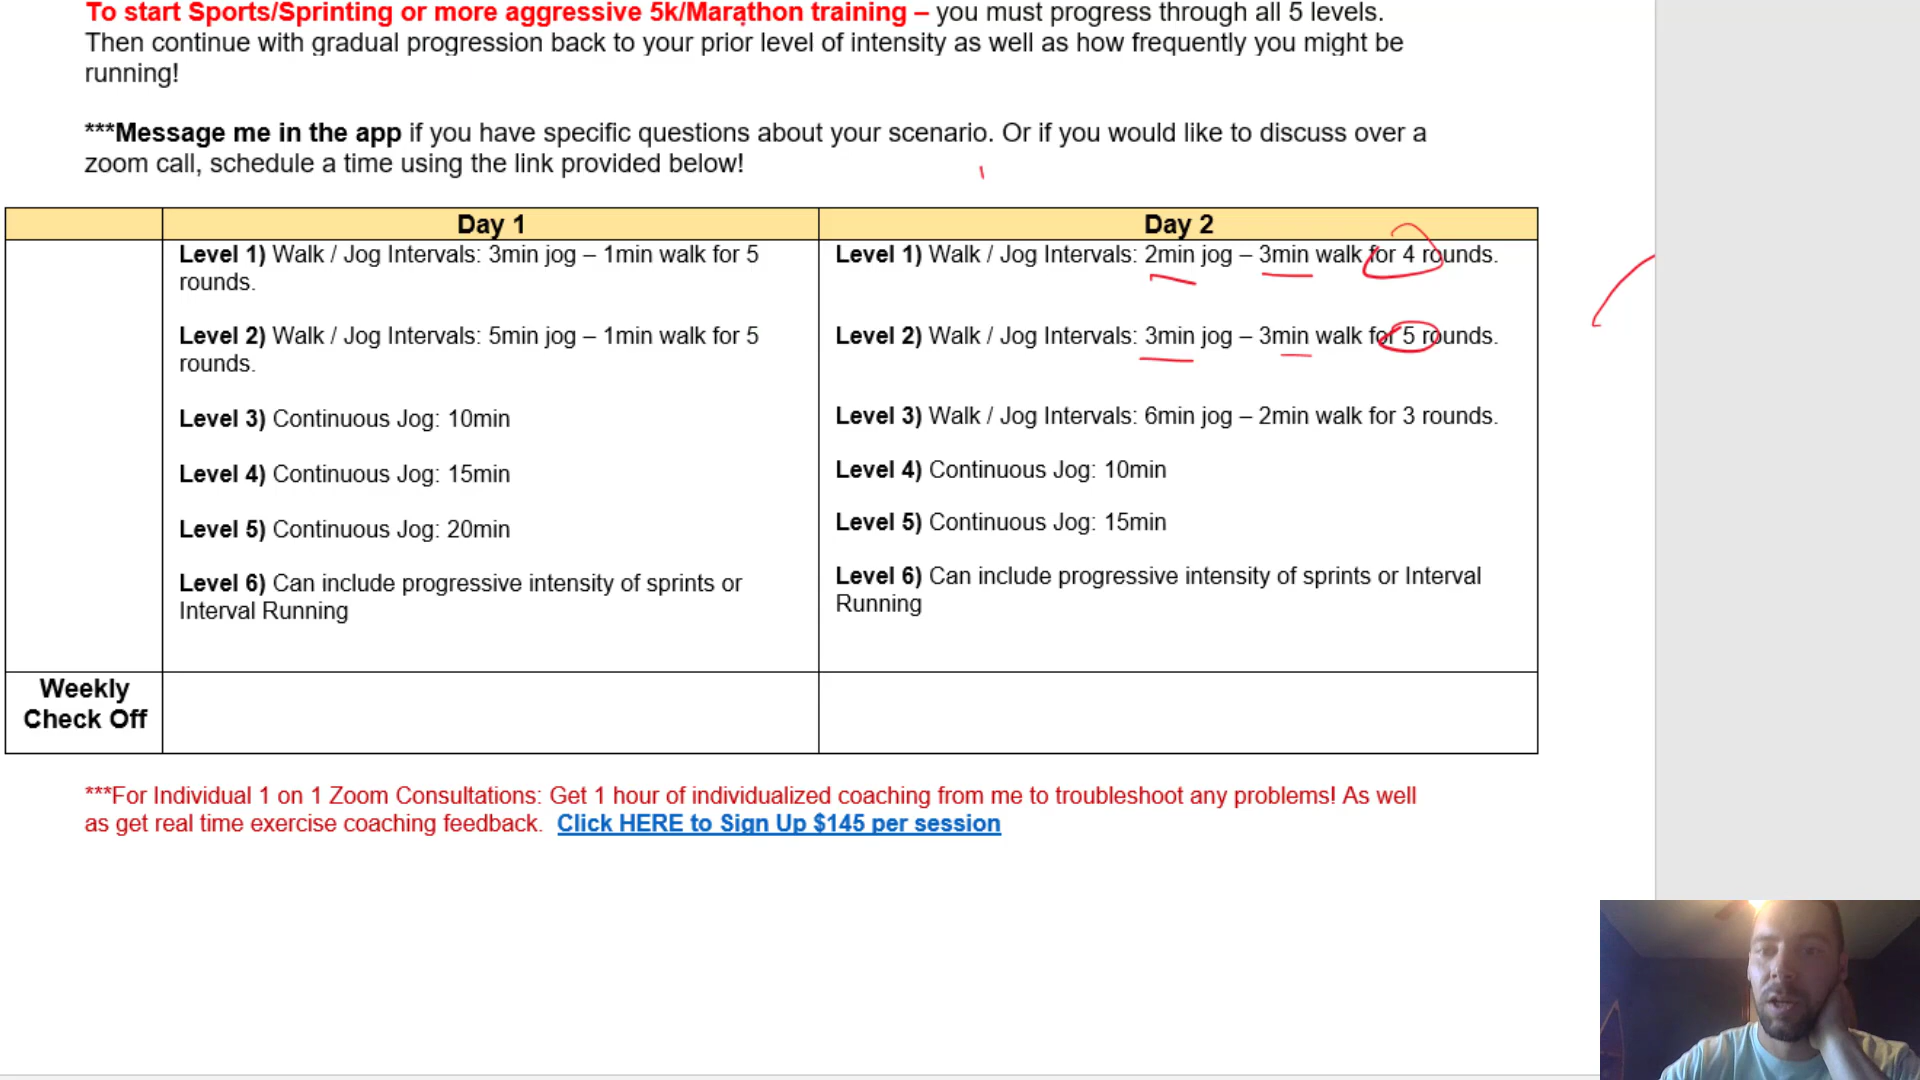 To start Sports/Sprinting or more aggressive 5k/Marathon training – you must progress through all 5 levels.
Then continue with gradual progression back to your prior level of intensity as well as how frequently you might be
running!
***Message me in the app if you have specific questions about your scenario. Or if you would like to discuss over a
zoom call, schedule a time using the link provided below!
Day 1
Level 1) Walk / Jog Intervals: 3min jog – 1min walk for 5
rounds.
Level 2) Walk / Jog Intervals: 5min jog – 1min walk for 5
rounds.
Level 3) Continuous Jog: 10min
Level 4) Continuous Jog: 15min
Level 5) Continuous Jog: 20min
Level 6) Can include progressive intensity of sprints or
Interval Running
Day 2
Level 1) Walk / Jog Intervals: 2min jog – 3min walk for 4 rounds.
Level 2) Walk / Jog Intervals: 3min jog – 3min walk for 5 rounds.
Level 3) Walk / Jog Intervals: 6min jog – 2min walk for 3 rounds.
Level 4) Continuous Jog: 10min
Level 5) Continuous Jog: 15min
Level 6) Can include progressive intensity of sprints or Interval
Running
Weekly
Check Off
***For Individual 1 on 1 Zoom Consultations: Get 1 hour of individualized coaching from me to troubleshoot any problems! As well
as get real time exercise coaching feedback. Click HERE to Sign Up $145 per session